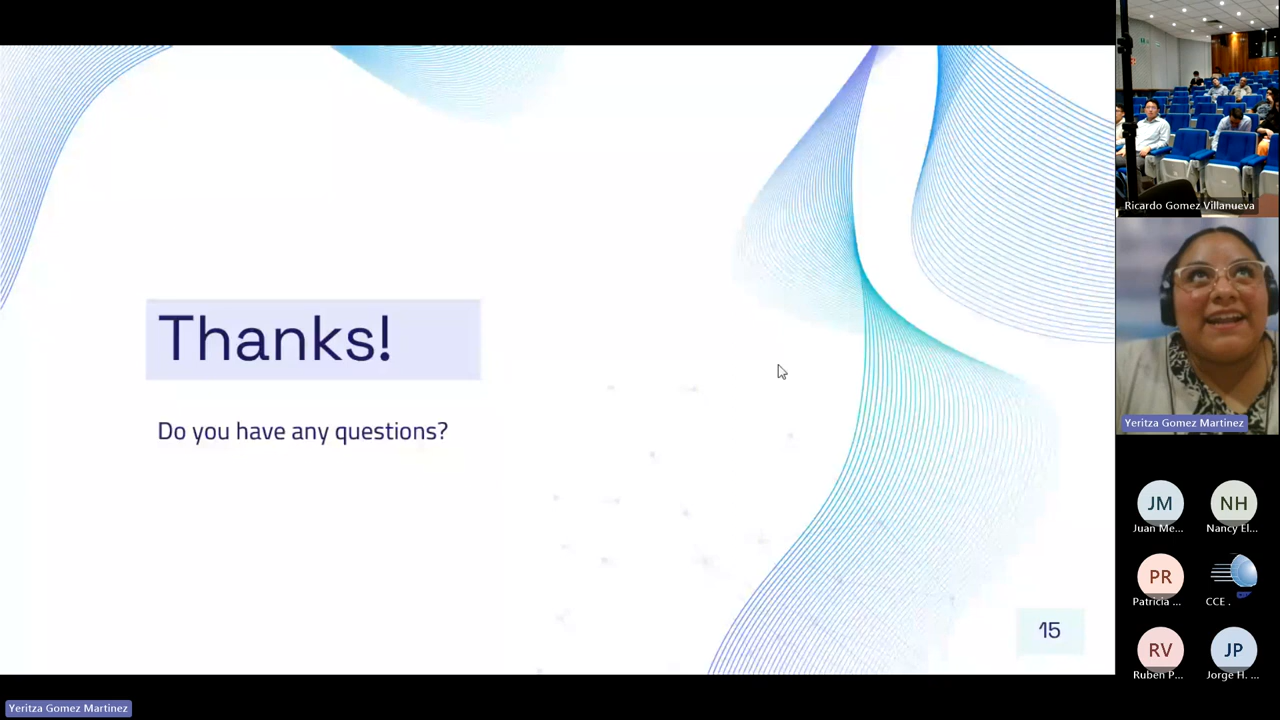 Thanks!
Do you have any questions?
15
Ricardo Gomez Villanueva
Yeritza Gomez Martinez
JM
NH
Juan Me...
Nancy El...
PR
Patricia ...
CCE .
RV
JP
Ruben P...
Jorge H. ...
Yeritza Gomez Martinez